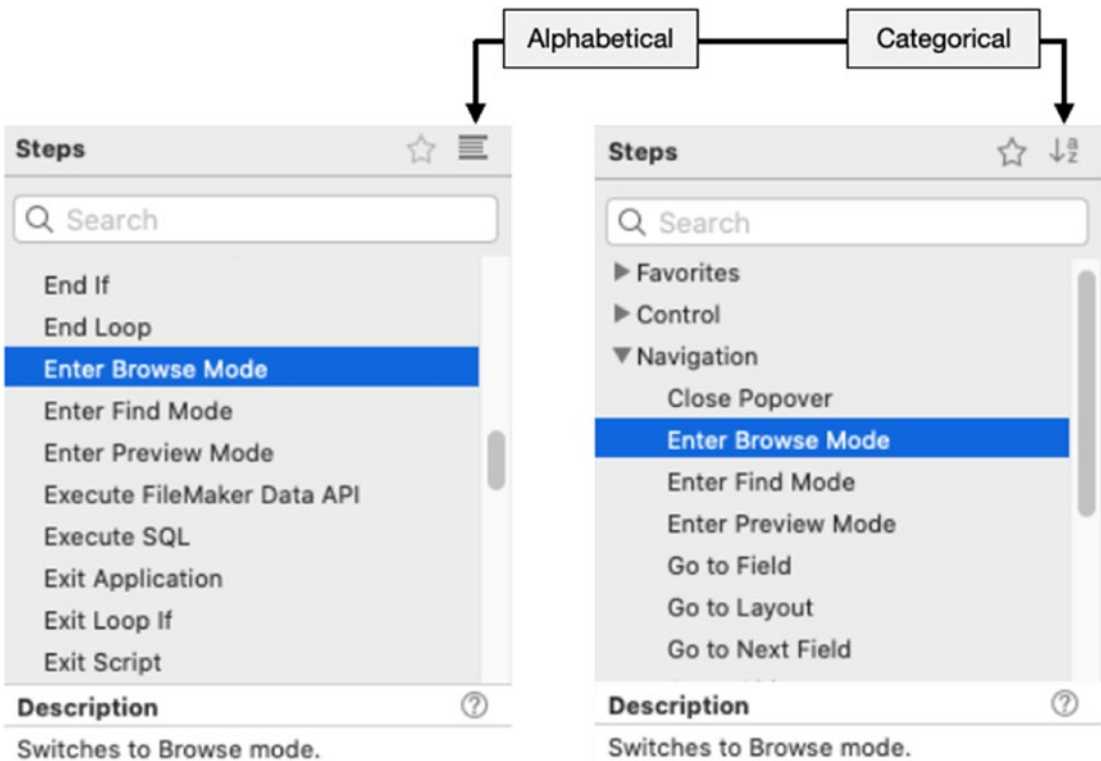 Alphabetical
Categorical
Steps
Search
End If
End Loop
Enter Browse Mode
Enter Find Mode
Enter Preview Mode
Execute FileMaker Data API
Execute SQL
Exit Application
Exit Loop If
Exit Script
Description
?
Switches to Browse mode.
Steps
a
z
Search
Favorites
Control
Navigation
Close Popover
Enter Browse Mode
Enter Find Mode
Enter Preview Mode
Go to Field
Go to Layout
Go to Next Field
Description
?
Switches to Browse mode.